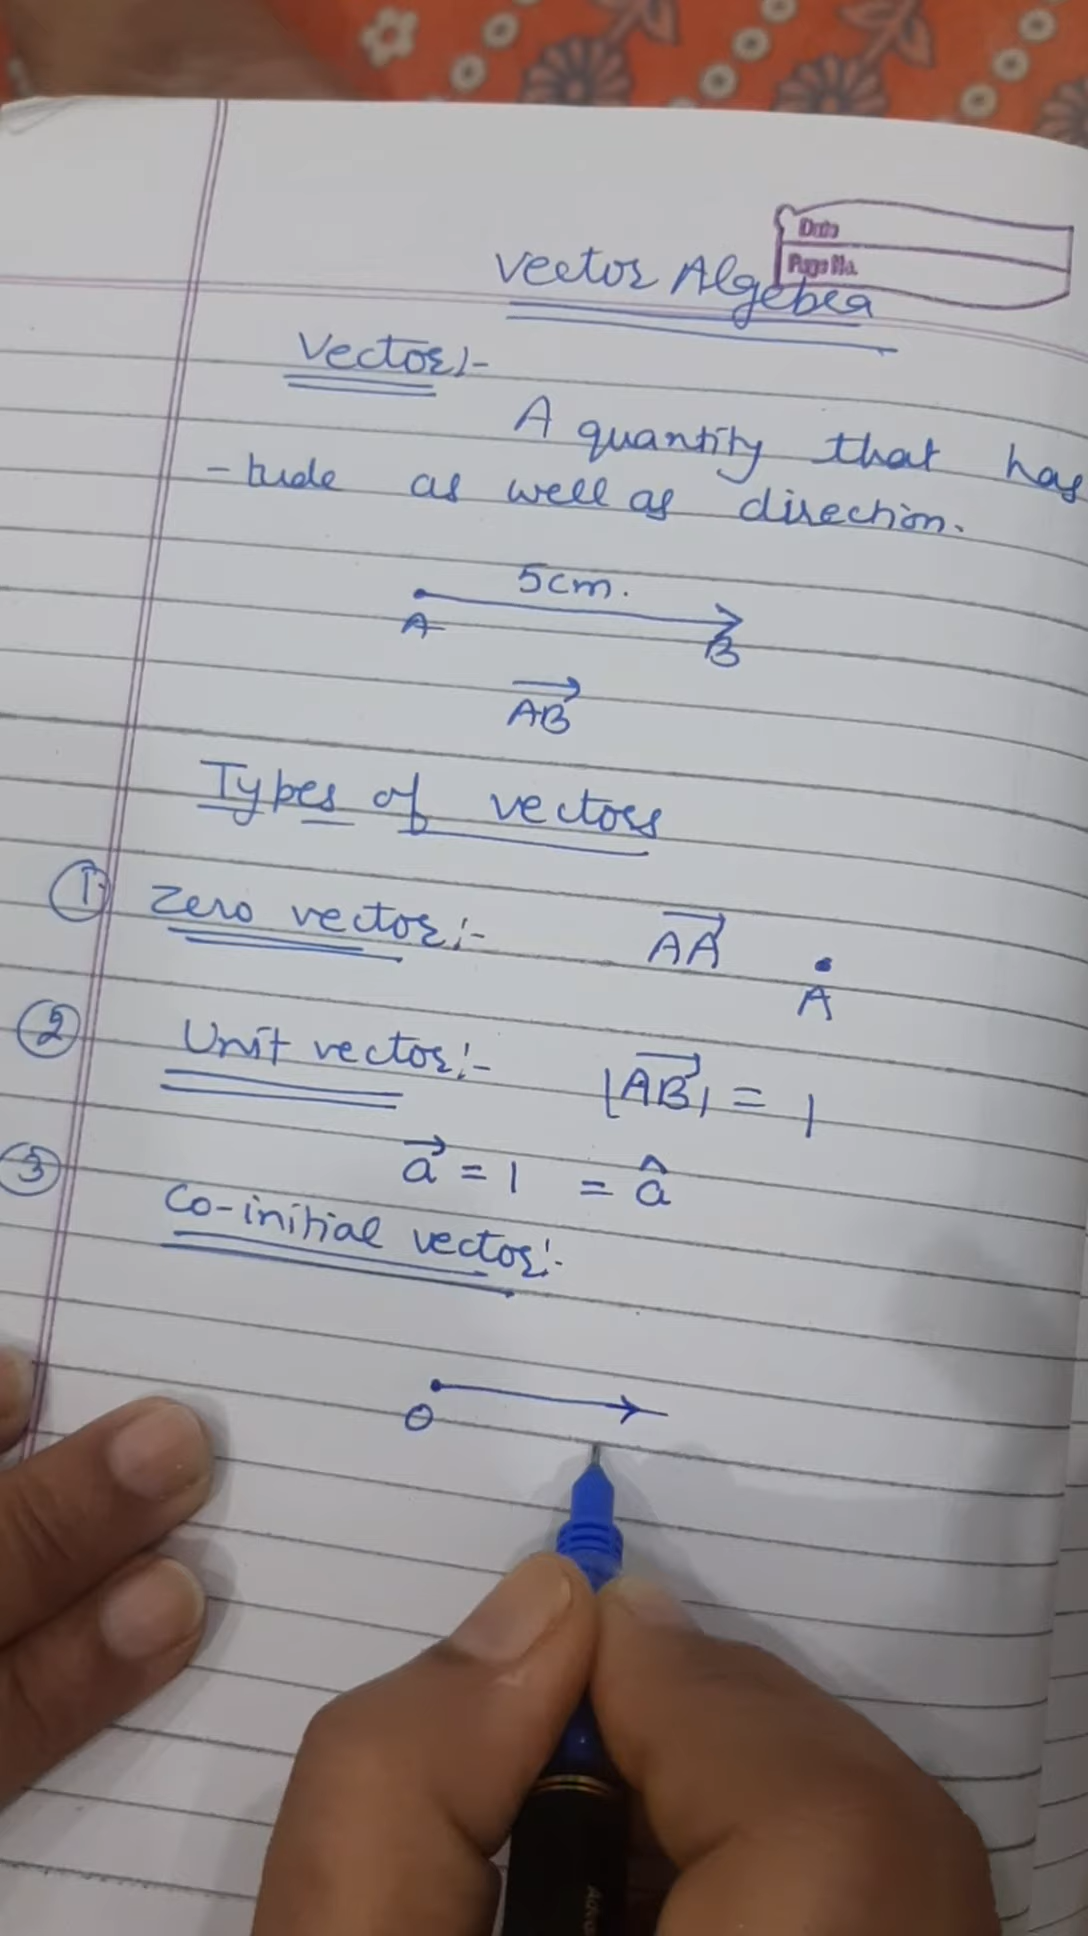 Date
Page No.
Vector Algebra
Vector:-
A quantity that has
-tude as well as direction.
5cm.
A
B
AB
Types of vectors
① Zero vector:- AA
A
② Unit vector:- |AB| = 1
a = 1 = â
③ Co-initial vector:-
O